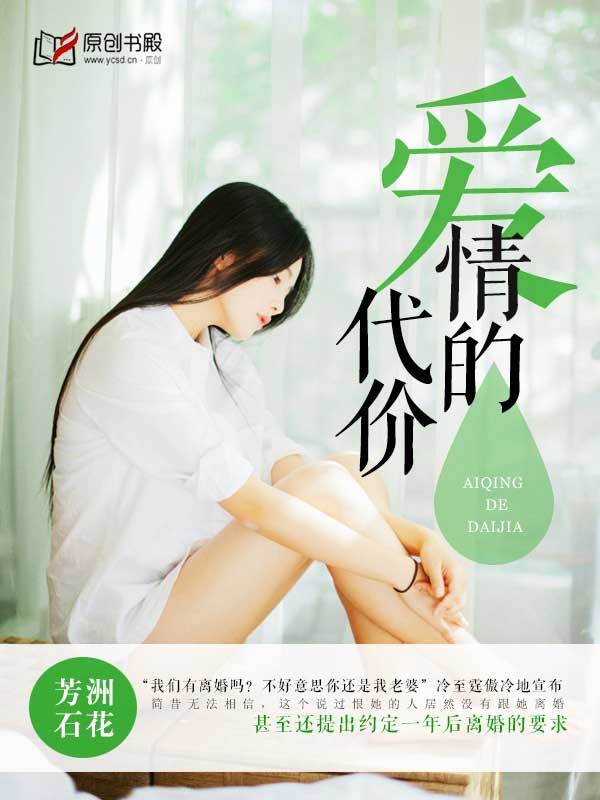 原创书殿
www.ycsd.cn·原创
爱情的
代价
AIQING
DE
DAIJIA
芳洲
石花
“我们有离婚吗？不好意思你还是我老婆”冷至霆傲冷地宣布
简昔无法相信，这个说过恨她的人居然没有跟她离婚
甚至还提出约定一年后离婚的要求